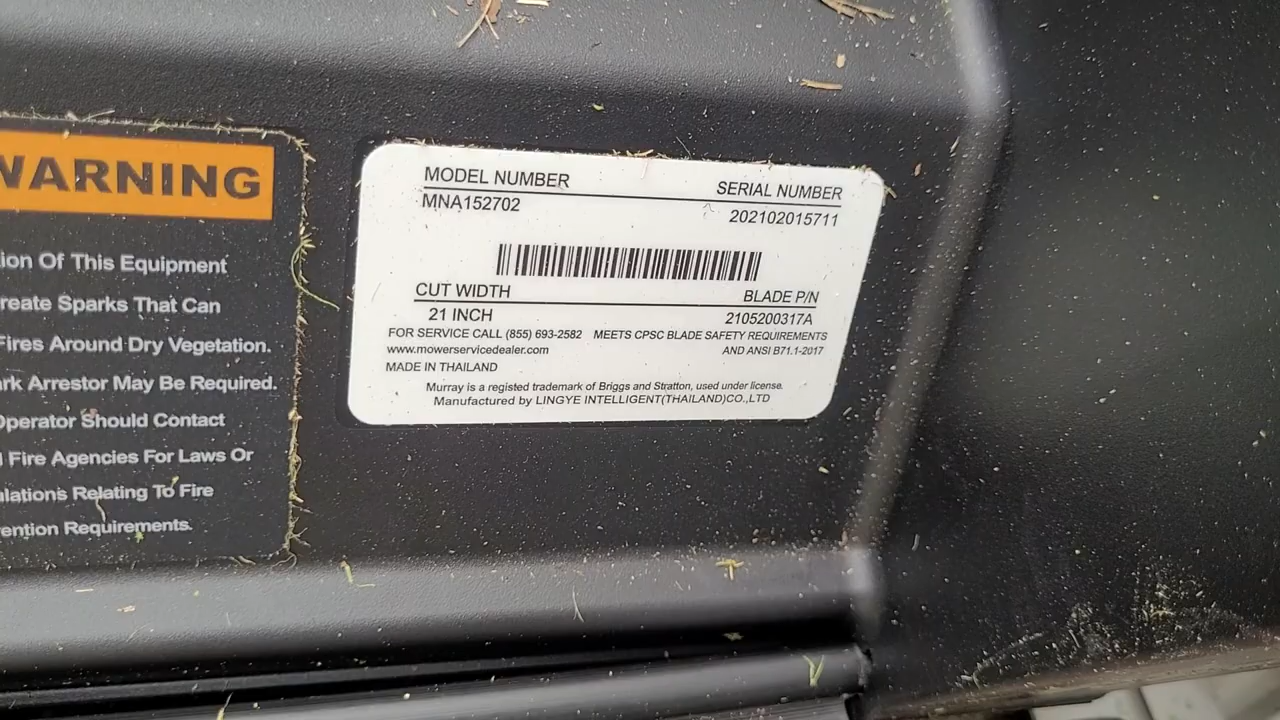 WARNING
ion Of This Equipment
reate Sparks That Can
Fires Around Dry Vegetation.
rk Arrestor May Be Required.
Operator Should Contact
Fire Agencies For Laws Or
ulations Relating To Fire
vention Requirements.
MODEL NUMBER SERIAL NUMBER
MNA152702 202102015711
CUT WIDTH BLADE P/N
21 INCH 2105200317A
FOR SERVICE CALL (855) 693-2582 MEETS CPSC BLADE SAFETY REQUIREMENTS
www.mowerservicedealer.com AND ANSI B71.1-2017
MADE IN THAILAND
Murray is a registed trademark of Briggs and Stratton, used under license.
Manufactured by LINGYE INTELLIGENT(THAILAND)CO.,LTD